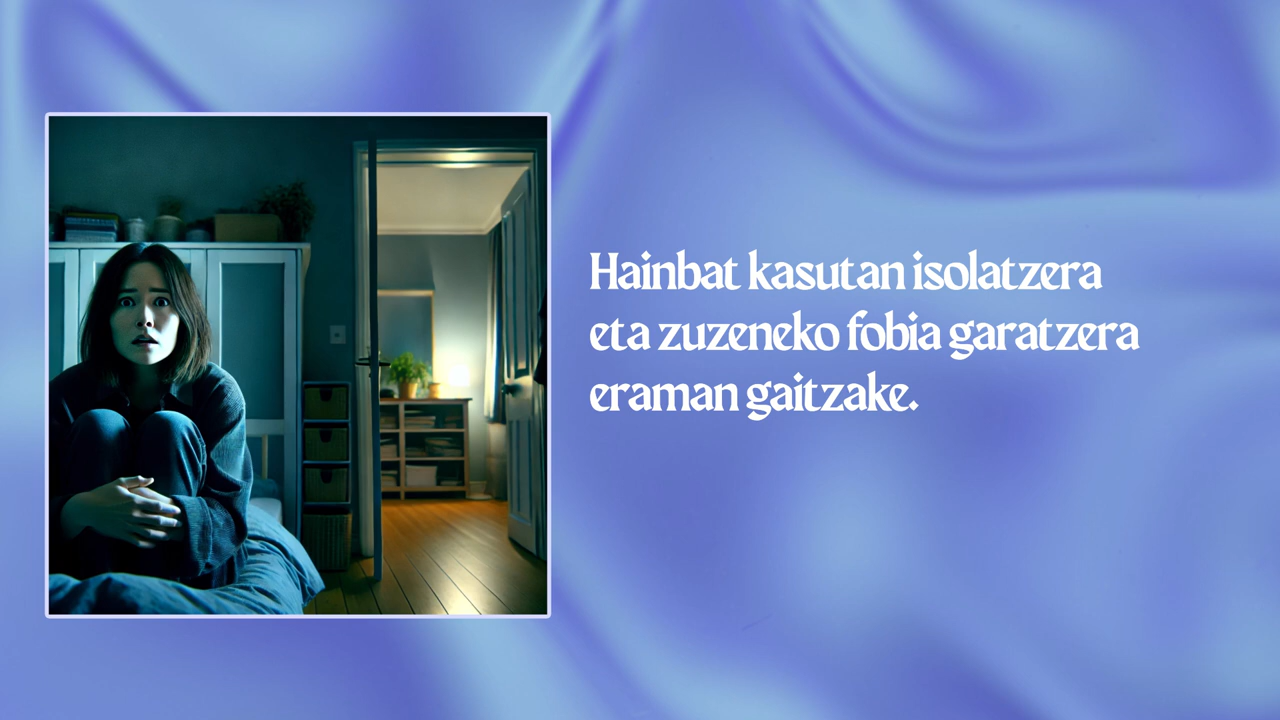 Hainbat kasutan isolatzera
eta zuzeneko fobia garatzera
eraman gaitzake.